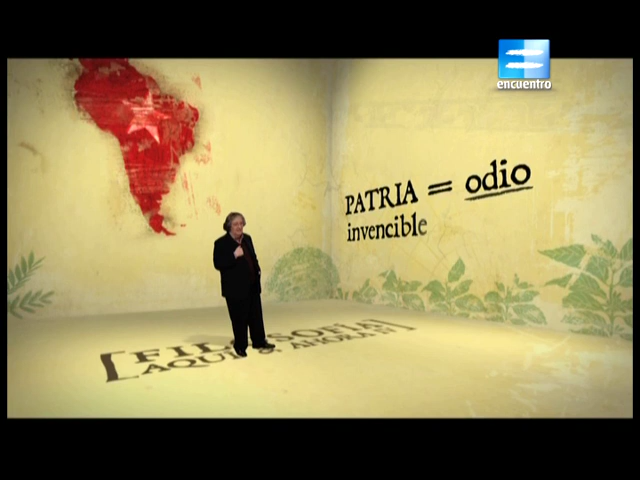 encuentro
PATRIA = odio
invencible
[FILOSOFÍA
AQUÍ & AHORA]